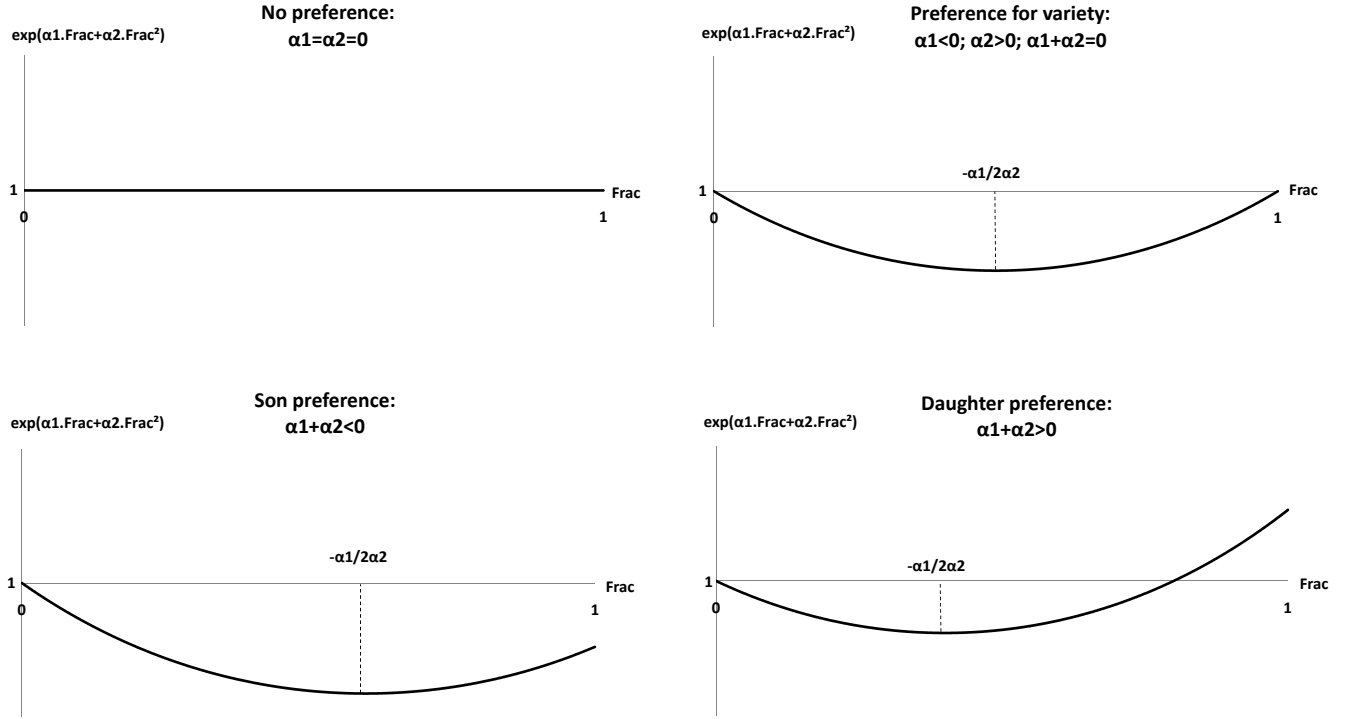 No preference:
α1=α2=0
exp(α1.Frac+α2.Frac²)
1
Frac
0
1
Preference for variety:
α1<0; α2>0; α1+α2=0
exp(α1.Frac+α2.Frac²)
-α1/2α2
1
Frac
0
1
Son preference:
α1+α2<0
exp(α1.Frac+α2.Frac²)
-α1/2α2
1
Frac
0
1
Daughter preference:
α1+α2>0
exp(α1.Frac+α2.Frac²)
-α1/2α2
1
Frac
0
1